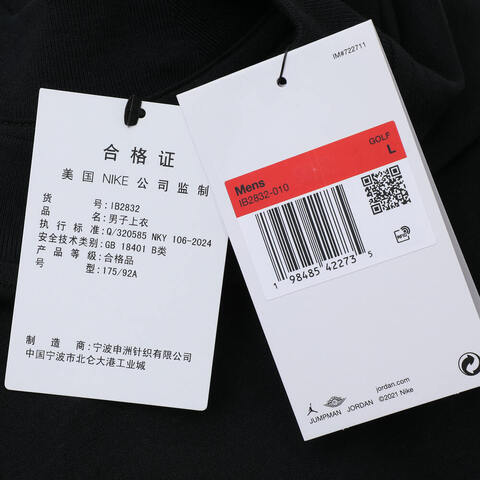 合格证
美国 NIKE 公司监制
货 号:IB2832
品 名:男子上衣
执行标准:Q/320585 NKY 106-2024
安全技术类别:GB 18401 B类
产品等级:合格品
型 号:175/92A
制造商:宁波申洲针织有限公司
中国宁波市北仑大港工业城
IM#722711
GOLF
L
Mens
IB2832-010
1 98485 42273 5
jordan.com
©2021 Nike
JUMPMAN JORDAN